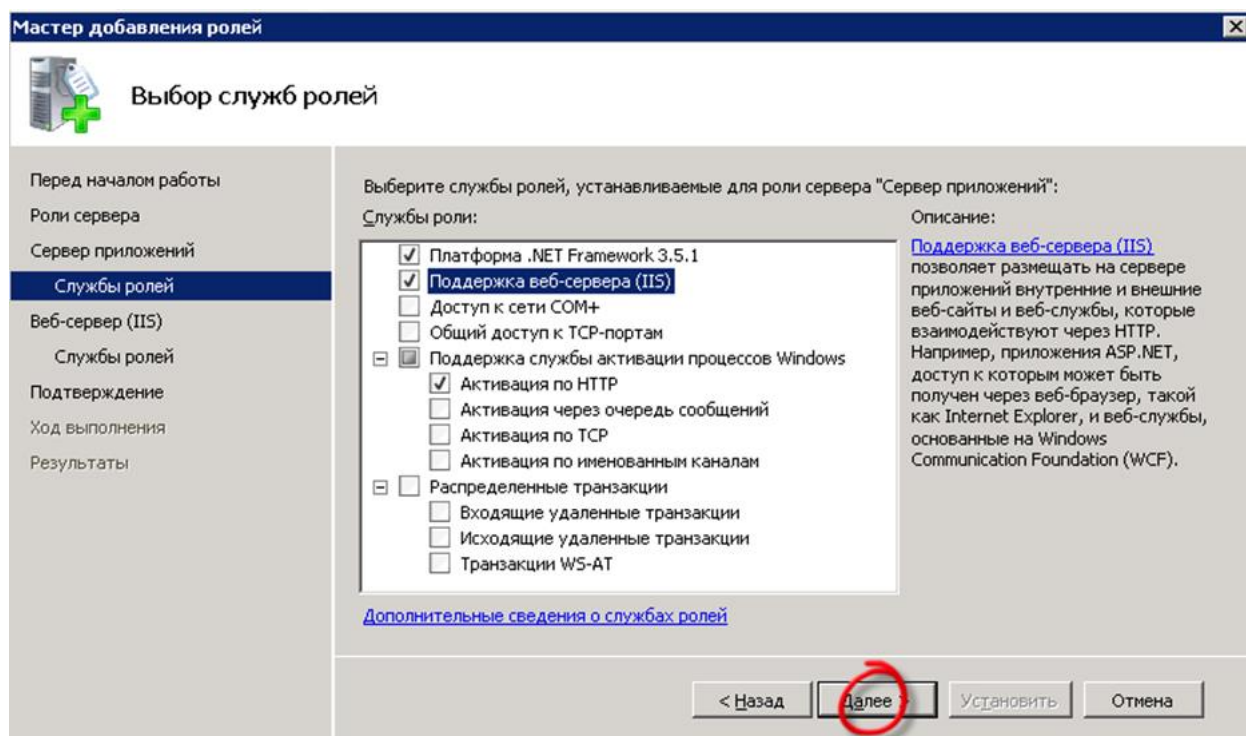 Мастер добавления ролей
Выбор служб ролей
Перед началом работы
Роли сервера
Сервер приложений
Службы ролей
Веб-сервер (IIS)
Службы ролей
Подтверждение
Ход выполнения
Результаты
Выберите службы ролей, устанавливаемые для роли сервера "Сервер приложений":
Службы роли:
Платформа .NET Framework 3.5.1
Поддержка веб-сервера (IIS)
Доступ к сети COM+
Общий доступ к TCP-портам
Поддержка службы активации процессов Windows
Активация по HTTP
Активация через очередь сообщений
Активация по TCP
Активация по именованным каналам
Распределенные транзакции
Входящие удаленные транзакции
Исходящие удаленные транзакции
Транзакции WS-AT
Описание:
Поддержка веб-сервера (IIS)
позволяет размещать на сервере
приложений внутренние и внешние
веб-сайты и веб-службы, которые
взаимодействуют через HTTP.
Например, приложения ASP.NET,
доступ к которым может быть
получен через веб-браузер, такой
как Internet Explorer, и веб-службы,
основанные на Windows
Communication Foundation (WCF).
Дополнительные сведения о службах ролей
< Назад
Далее >
Установить
Отмена